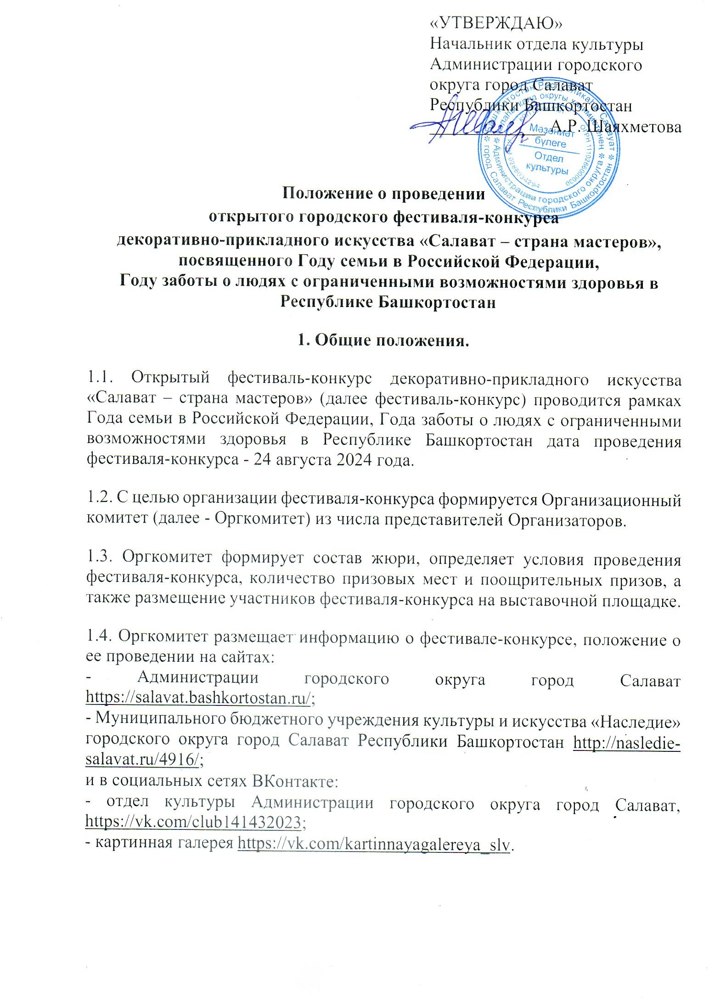 «УТВЕРЖДАЮ»
Начальник отдела культуры
Администрации городского
округа город Салават
Республики Башкортостан
А.Р. Шаяхметова
Мәҙәниәт
бүлеге
Отдел
культуры
Администрации городского округа
город Салават Республики Башкортостан
Положение о проведении
открытого городского фестиваля-конкурса
декоративно-прикладного искусства «Салават – страна мастеров»,
посвященного Году семьи в Российской Федерации,
Году заботы о людях с ограниченными возможностями здоровья в
Республике Башкортостан
1. Общие положения.
1.1. Открытый фестиваль-конкурс декоративно-прикладного искусства
«Салават – страна мастеров» (далее фестиваль-конкурс) проводится рамках
Года семьи в Российской Федерации, Года заботы о людях с ограниченными
возможностями здоровья в Республике Башкортостан дата проведения
фестиваля-конкурса - 24 августа 2024 года.
1.2. С целью организации фестиваля-конкурса формируется Организационный
комитет (далее - Оргкомитет) из числа представителей Организаторов.
1.3. Оргкомитет формирует состав жюри, определяет условия проведения
фестиваля-конкурса, количество призовых мест и поощрительных призов, а
также размещение участников фестиваля-конкурса на выставочной площадке.
1.4. Оргкомитет размещает информацию о фестивале-конкурсе, положение о
ее проведении на сайтах:
- Администрации городского округа город Салават
https://salavat.bashkortostan.ru/;
- Муниципального бюджетного учреждения культуры и искусства «Наследие»
городского округа город Салават Республики Башкортостан http://nasledie-
salavat.ru/4916/;
и в социальных сетях ВКонтакте:
- отдел культуры Администрации городского округа город Салават,
https://vk.com/club141432023;
- картинная галерея https://vk.com/kartinnayagalereya_slv.